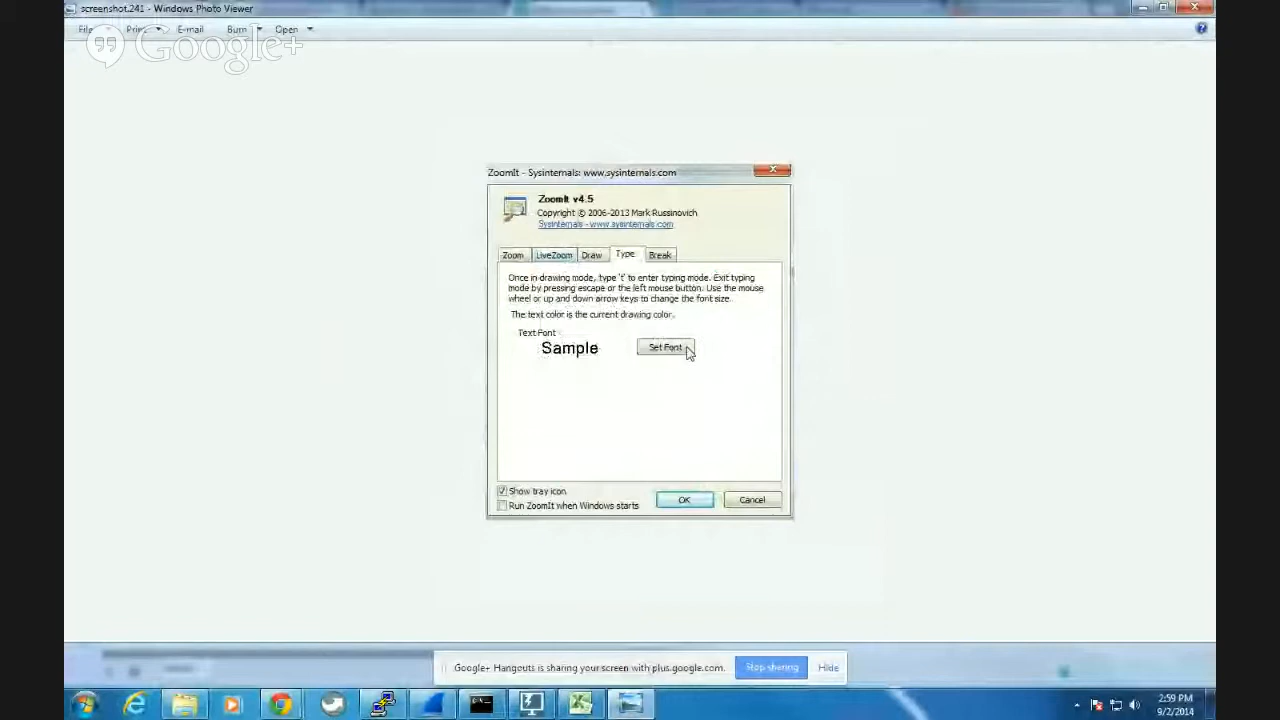 screenshot.241 - Windows Photo Viewer
File Print E-mail Burn Open
Google+
ZoomIt - Sysinternals: www.sysinternals.com
ZoomIt v4.5
Copyright © 2006-2013 Mark Russinovich
Sysinternals - www.sysinternals.com
Zoom LiveZoom Draw Type Break
Once in drawing mode, type 't' to enter typing mode. Exit typing
mode by pressing escape or the left mouse button. Use the mouse
wheel or up and down arrow keys to change the font size.
The text color is the current drawing color.
Text Font
Sample Set Font
Show tray icon
Run ZoomIt when Windows starts
OK Cancel
Google+ Hangouts is sharing your screen with plus.google.com. Stop sharing Hide
2:59 PM
9/2/2014